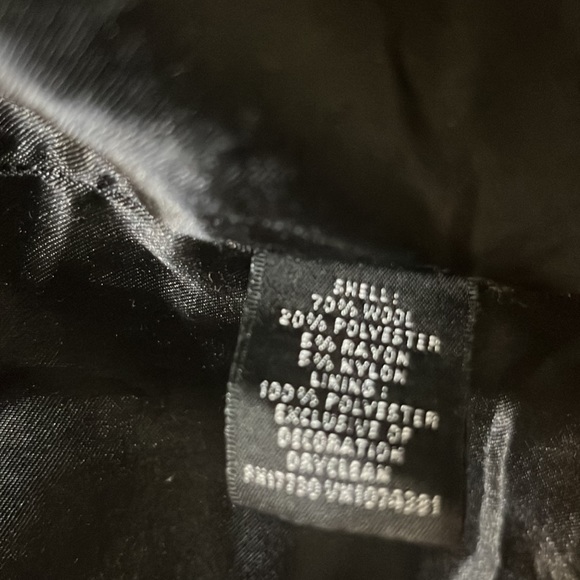 SHELL:
70% WOOL
20% POLYESTER
5% RAYON
5% NYLON
LINING:
100% POLYESTER
EXCLUSIVE OF
DECORATION
DRYCLEAN